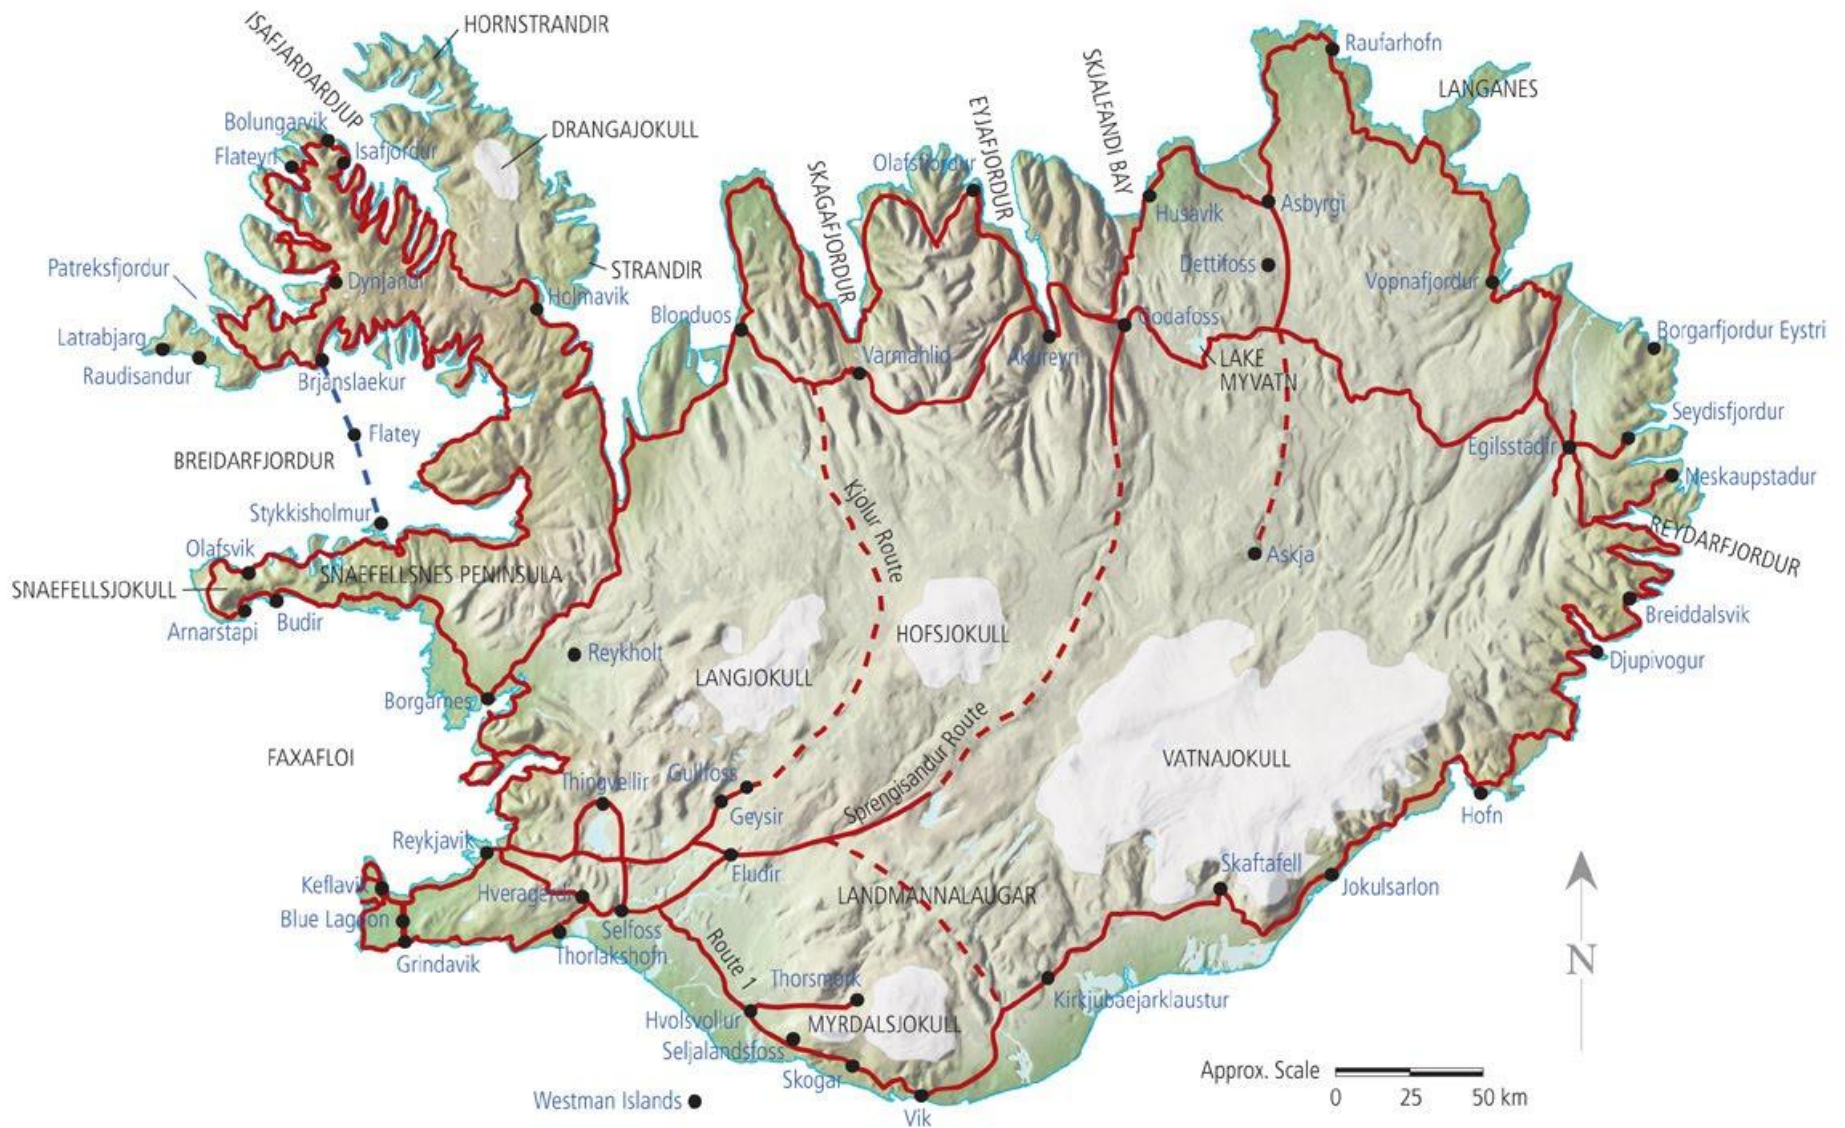 HORNSTRANDIR
ISAFJARDARDJUP
Raufarhofn
SKJALFANDI BAY
LANGANES
EYJAFJORDUR
Bolungarvik
DRANGAJOKULL
Flateyri
Isafjordur
Olafsfjordur
SKAGAFJORDUR
Husavik
Asbyrgi
Patreksfjordur
STRANDIR
Dettifoss
Dynjandi
Vopnafjordur
Holmavik
Blonduos
Godafoss
Borgarfjordur Eystri
Latrabjarg
Varmahlid
Akureyri
LAKE
MYVATN
Raudisandur
Brjanslaekur
Seydisfjordur
Flatey
Egilsstadir
BREIDARFJORDUR
Neskaupstadur
Kjolur Route
Stykkisholmur
REYDARFJORDUR
Olafsvik
Askja
SNAEFELLSNES PENINSULA
SNAEFELLSJOKULL
Breiddalsvik
Arnarstapi
Budir
HOFSJOKULL
Reykholt
Djupivogur
LANGJOKULL
Borgarnes
Sprengisandur Route
FAXAFLOI
VATNAJOKULL
Thingvellir
Gullfoss
Geysir
Hofn
Reykjavik
Eludir
Skaftafell
Keflavik
Hveragerdi
LANDMANNALAUGAR
Jokulsarlon
Blue Lagoon
Selfoss
Grindavik
Thorlakshofn
Route 1
Thorsmork
Kirkjubaejarklaustur
N
Hvolsvollur
MYRDALSJOKULL
Seljalandsfoss
Skogar
Approx. Scale
0 25 50 km
Westman Islands
Vik